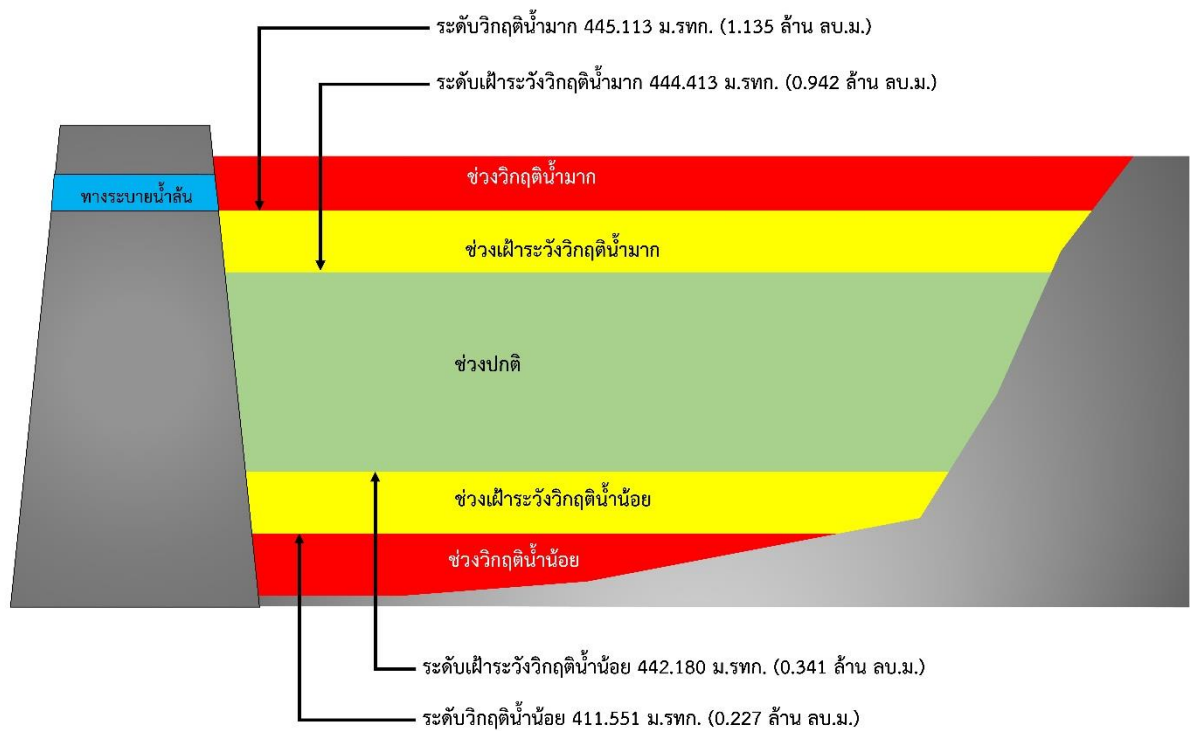 ระดับวิกฤติน้ำมาก 445.113 ม.รทก. (1.135 ล้าน ลบ.ม.)
ระดับเฝ้าระวังวิกฤติน้ำมาก 444.413 ม.รทก. (0.942 ล้าน ลบ.ม.)
ช่วงวิกฤติน้ำมาก
ทางระบายน้ำล้น
ช่วงเฝ้าระวังวิกฤติน้ำมาก
ช่วงปกติ
ช่วงเฝ้าระวังวิกฤติน้ำน้อย
ช่วงวิกฤติน้ำน้อย
ระดับเฝ้าระวังวิกฤติน้ำน้อย 442.180 ม.รทก. (0.341 ล้าน ลบ.ม.)
ระดับวิกฤติน้ำน้อย 411.551 ม.รทก. (0.227 ล้าน ลบ.ม.)